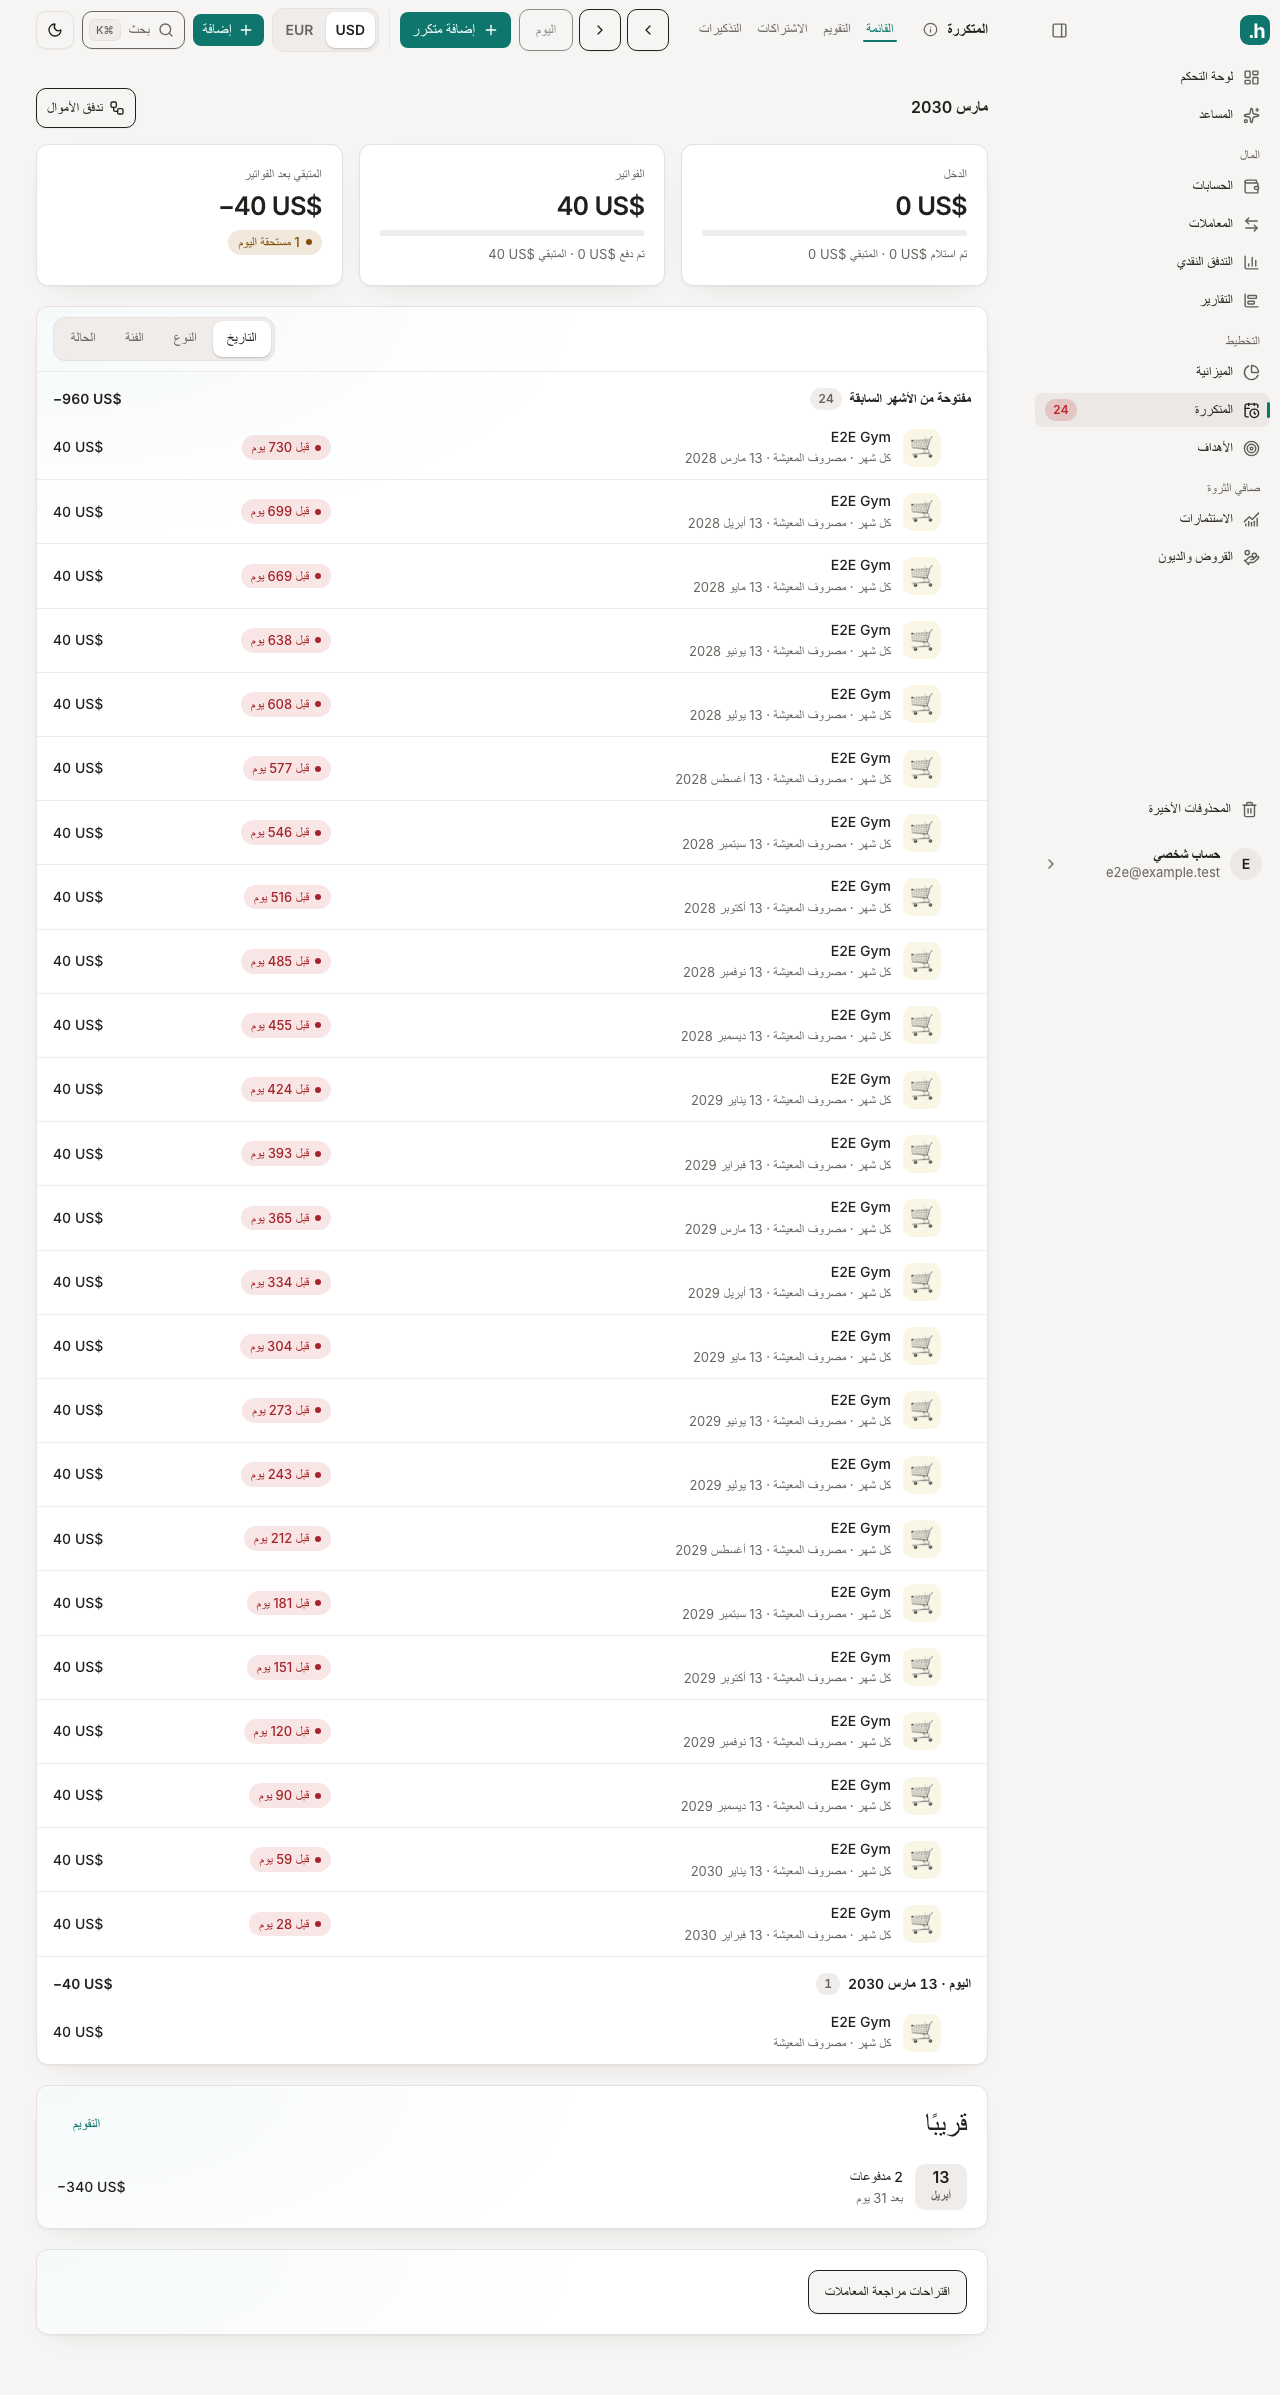 h.
لوحة التحكم
المساعد
المال
الحسابات
المعاملات
التدفق النقدي
التقارير
التخطيط
الميزانية
المتكررة 24
الأهداف
صافي الثروة
الاستثمارات
القروض والديون
المحذوفات الأخيرة
E
حساب شخصي
e2e@example.test
المتكررة القائمة التقويم الاشتراكات التذكيرات اليوم إضافة متكرر USD EUR إضافة بحث ⌘K
مارس 2030
تدفق الأموال
الدخل
0 US$
تم استلام 0 US$ · المتبقي 0 US$
الفواتير
40 US$
تم دفع 0 US$ · المتبقي 40 US$
المتبقي بعد الفواتير
−40 US$
1 مستحقة اليوم
التاريخ النوع الفئة الحالة
مفتوحة من الأشهر السابقة 24 −960 US$
E2E Gym
كل شهر · مصروف المعيشة · 13 مارس 2028
قبل 730 يوم
40 US$
E2E Gym
كل شهر · مصروف المعيشة · 13 أبريل 2028
قبل 699 يوم
40 US$
E2E Gym
كل شهر · مصروف المعيشة · 13 مايو 2028
قبل 669 يوم
40 US$
E2E Gym
كل شهر · مصروف المعيشة · 13 يونيو 2028
قبل 638 يوم
40 US$
E2E Gym
كل شهر · مصروف المعيشة · 13 يوليو 2028
قبل 608 يوم
40 US$
E2E Gym
كل شهر · مصروف المعيشة · 13 أغسطس 2028
قبل 577 يوم
40 US$
E2E Gym
كل شهر · مصروف المعيشة · 13 سبتمبر 2028
قبل 546 يوم
40 US$
E2E Gym
كل شهر · مصروف المعيشة · 13 أكتوبر 2028
قبل 516 يوم
40 US$
E2E Gym
كل شهر · مصروف المعيشة · 13 نوفمبر 2028
قبل 485 يوم
40 US$
E2E Gym
كل شهر · مصروف المعيشة · 13 ديسمبر 2028
قبل 455 يوم
40 US$
E2E Gym
كل شهر · مصروف المعيشة · 13 يناير 2029
قبل 424 يوم
40 US$
E2E Gym
كل شهر · مصروف المعيشة · 13 فبراير 2029
قبل 393 يوم
40 US$
E2E Gym
كل شهر · مصروف المعيشة · 13 مارس 2029
قبل 365 يوم
40 US$
E2E Gym
كل شهر · مصروف المعيشة · 13 أبريل 2029
قبل 334 يوم
40 US$
E2E Gym
كل شهر · مصروف المعيشة · 13 مايو 2029
قبل 304 يوم
40 US$
E2E Gym
كل شهر · مصروف المعيشة · 13 يونيو 2029
قبل 273 يوم
40 US$
E2E Gym
كل شهر · مصروف المعيشة · 13 يوليو 2029
قبل 243 يوم
40 US$
E2E Gym
كل شهر · مصروف المعيشة · 13 أغسطس 2029
قبل 212 يوم
40 US$
E2E Gym
كل شهر · مصروف المعيشة · 13 سبتمبر 2029
قبل 181 يوم
40 US$
E2E Gym
كل شهر · مصروف المعيشة · 13 أكتوبر 2029
قبل 151 يوم
40 US$
E2E Gym
كل شهر · مصروف المعيشة · 13 نوفمبر 2029
قبل 120 يوم
40 US$
E2E Gym
كل شهر · مصروف المعيشة · 13 ديسمبر 2029
قبل 90 يوم
40 US$
E2E Gym
كل شهر · مصروف المعيشة · 13 يناير 2030
قبل 59 يوم
40 US$
E2E Gym
كل شهر · مصروف المعيشة · 13 فبراير 2030
قبل 28 يوم
40 US$
اليوم · 13 مارس 2030 1 −40 US$
E2E Gym
كل شهر · مصروف المعيشة
40 US$
قريبًا
التقويم
13
أبريل
2 مدفوعات
بعد 31 يوم
−340 US$
اقتراحات مراجعة المعاملات